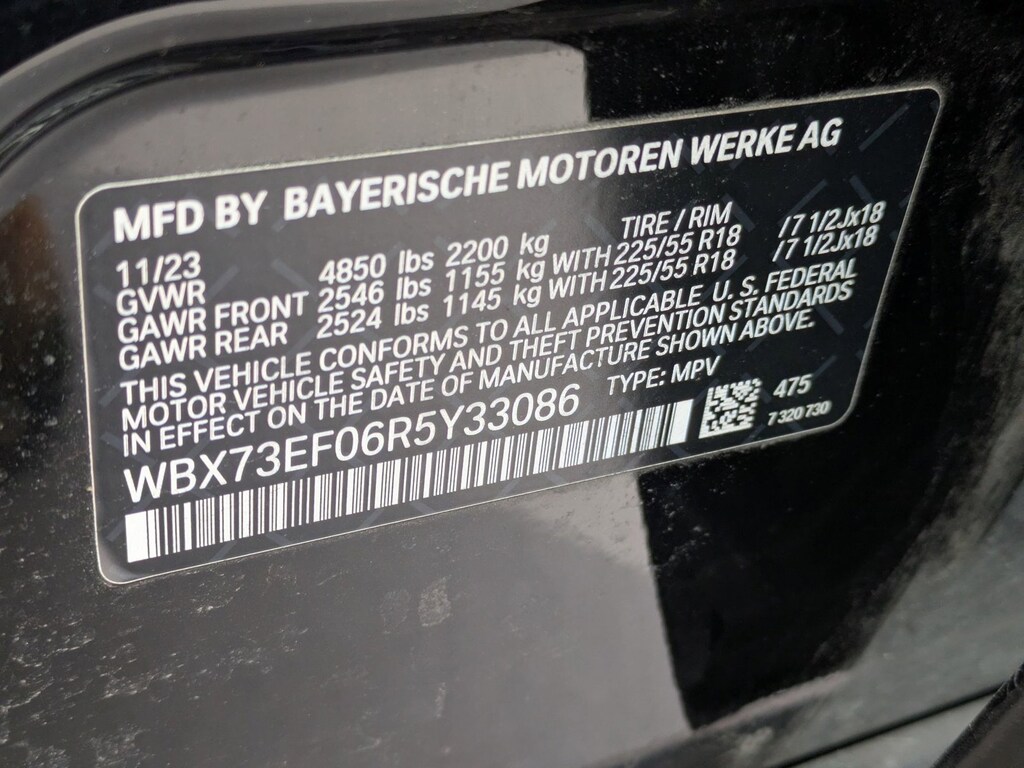 MFD BY BAYERISCHE MOTOREN WERKE AG
11/23 TIRE / RIM
GVWR 4850 lbs 2200 kg
GAWR FRONT 2546 lbs 1155 kg WITH 225/55 R18 /7 1/2Jx18
GAWR REAR 2524 lbs 1145 kg WITH 225/55 R18 /7 1/2Jx18
THIS VEHICLE CONFORMS TO ALL APPLICABLE U. S. FEDERAL
MOTOR VEHICLE SAFETY AND THEFT PREVENTION STANDARDS
IN EFFECT ON THE DATE OF MANUFACTURE SHOWN ABOVE.
WBX73EF06R5Y33086 TYPE: MPV
475
7 320 730